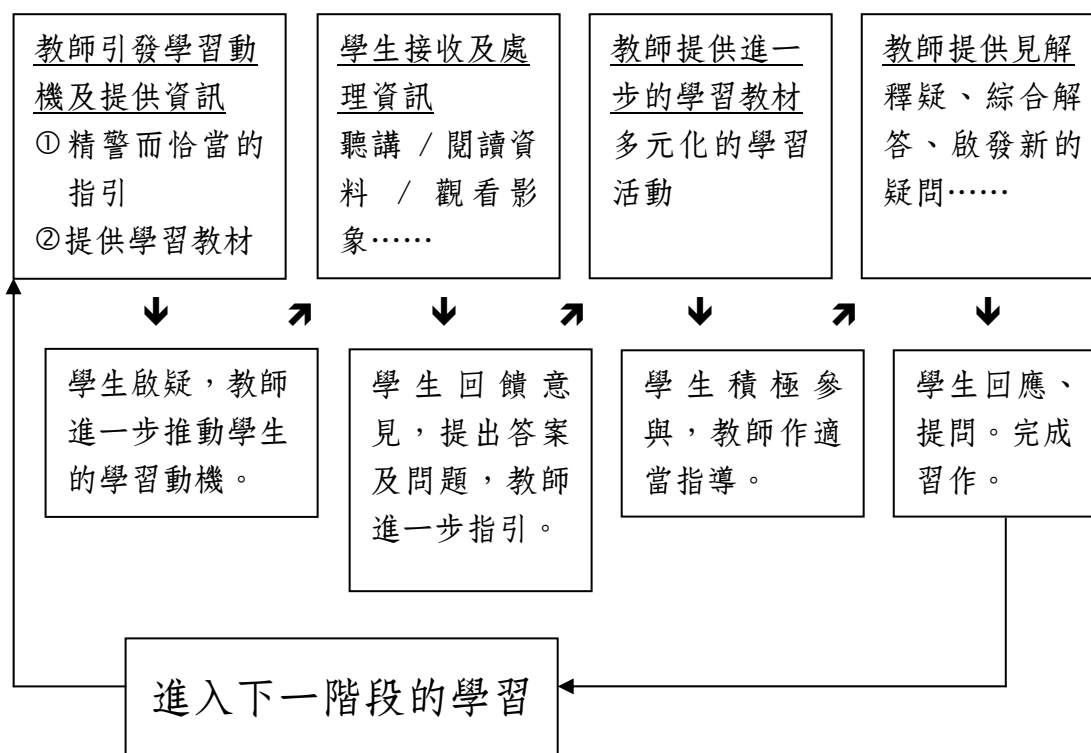 教師引發學習動
機及提供資訊
①精警而恰當的
指引
②提供學習教材
學生接收及處
理資訊
聽講 / 閱讀資
料 / 觀看影
象……
教師提供進一
步的學習教材
多元化的學習
活動
教師提供見解
釋疑、綜合解
答、啟發新的
疑問……
學生啟疑，教師
進一步推動學生
的學習動機。
學生回饋意
見，提出答案
及問題，教師
進一步指引。
學生積極參
與，教師作適
當指導。
學生回應、
提問。完成
習作。
進入下一階段的學習